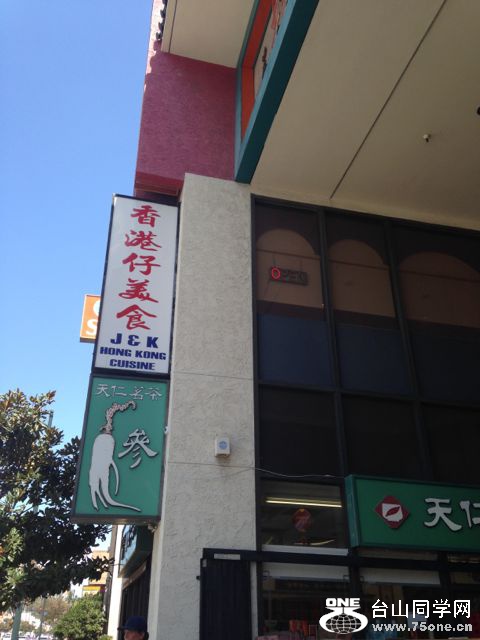 香港仔美食
J & K
HONG KONG
CUISINE
天仁茗茶
參
天仁
ONE
台山同学网
www.75one.cn